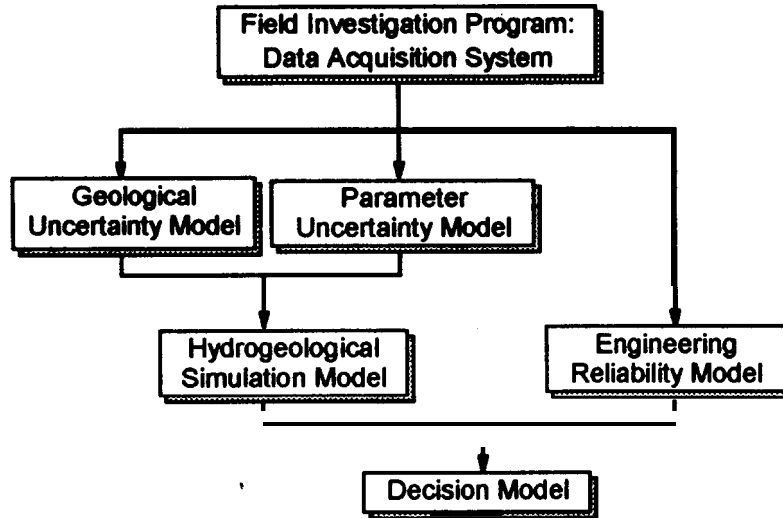 Field Investigation Program:
Data Acquisition System
Geological
Uncertainty Model
Parameter
Uncertainty Model
Hydrogeological
Simulation Model
Engineering
Reliability Model
Decision Model